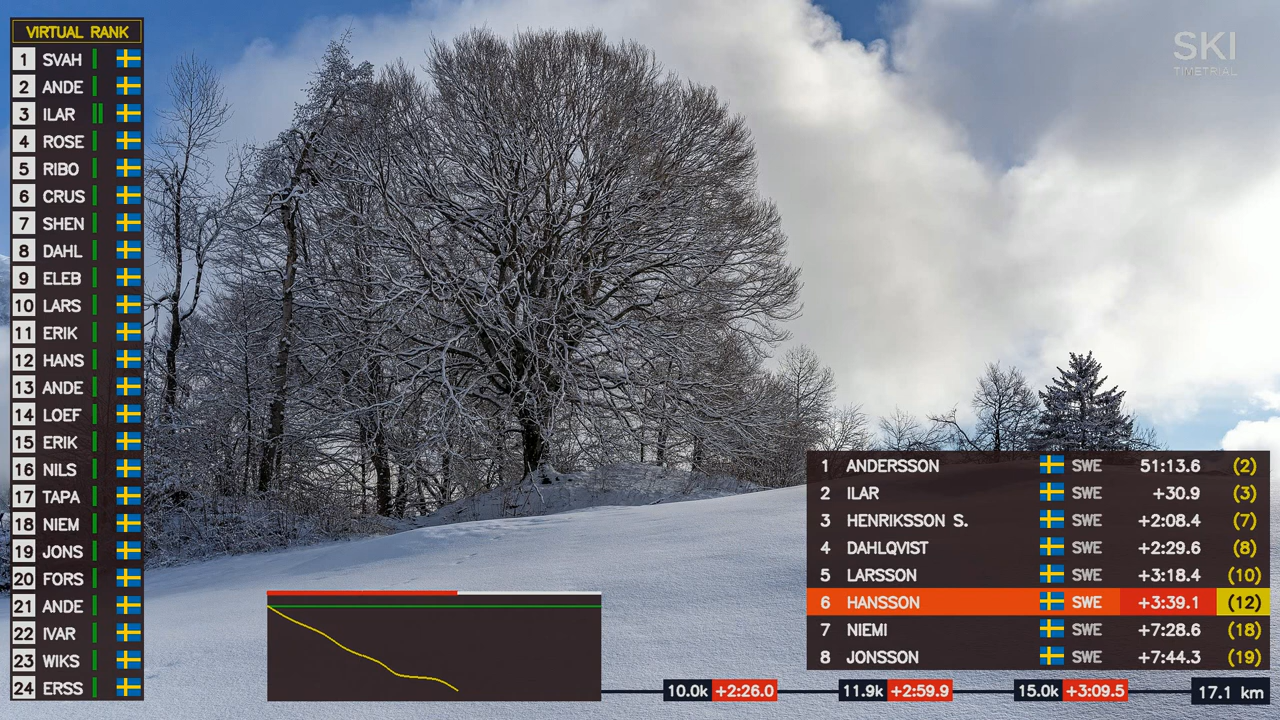 VIRTUAL RANK
1 SVAH
2 ANDE
3 ILAR
4 ROSE
5 RIBO
6 CRUS
7 SHEN
8 DAHL
9 ELEB
10 LARS
11 ERIK
12 HANS
13 ANDE
14 LOEF
15 ERIK
16 NILS
17 TAPA
18 NIEM
19 JONS
20 FORS
21 ANDE
22 IVAR
23 WIKS
24 ERSS
SKI
TIMETRIAL
1 ANDERSSON SWE 51:13.6 (2)
2 ILAR SWE +30.9 (3)
3 HENRIKSSON S. SWE +2:08.4 (7)
4 DAHLQVIST SWE +2:29.6 (8)
5 LARSSON SWE +3:18.4 (10)
6 HANSSON SWE +3:39.1 (12)
7 NIEMI SWE +7:28.6 (18)
8 JONSSON SWE +7:44.3 (19)
10.0k +2:26.0 11.9k +2:59.9 15.0k +3:09.5 17.1 km